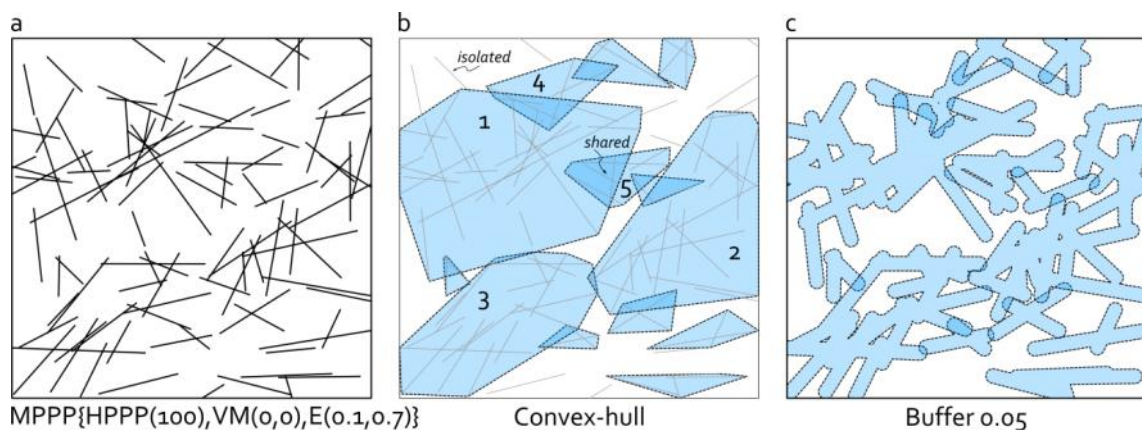 a
b
c
isolated
4
1
shared
5
2
3
MPPP{HPPP(100),VM(0,0),E(0.1,0.7)}
Convex-hull
Buffer 0.05